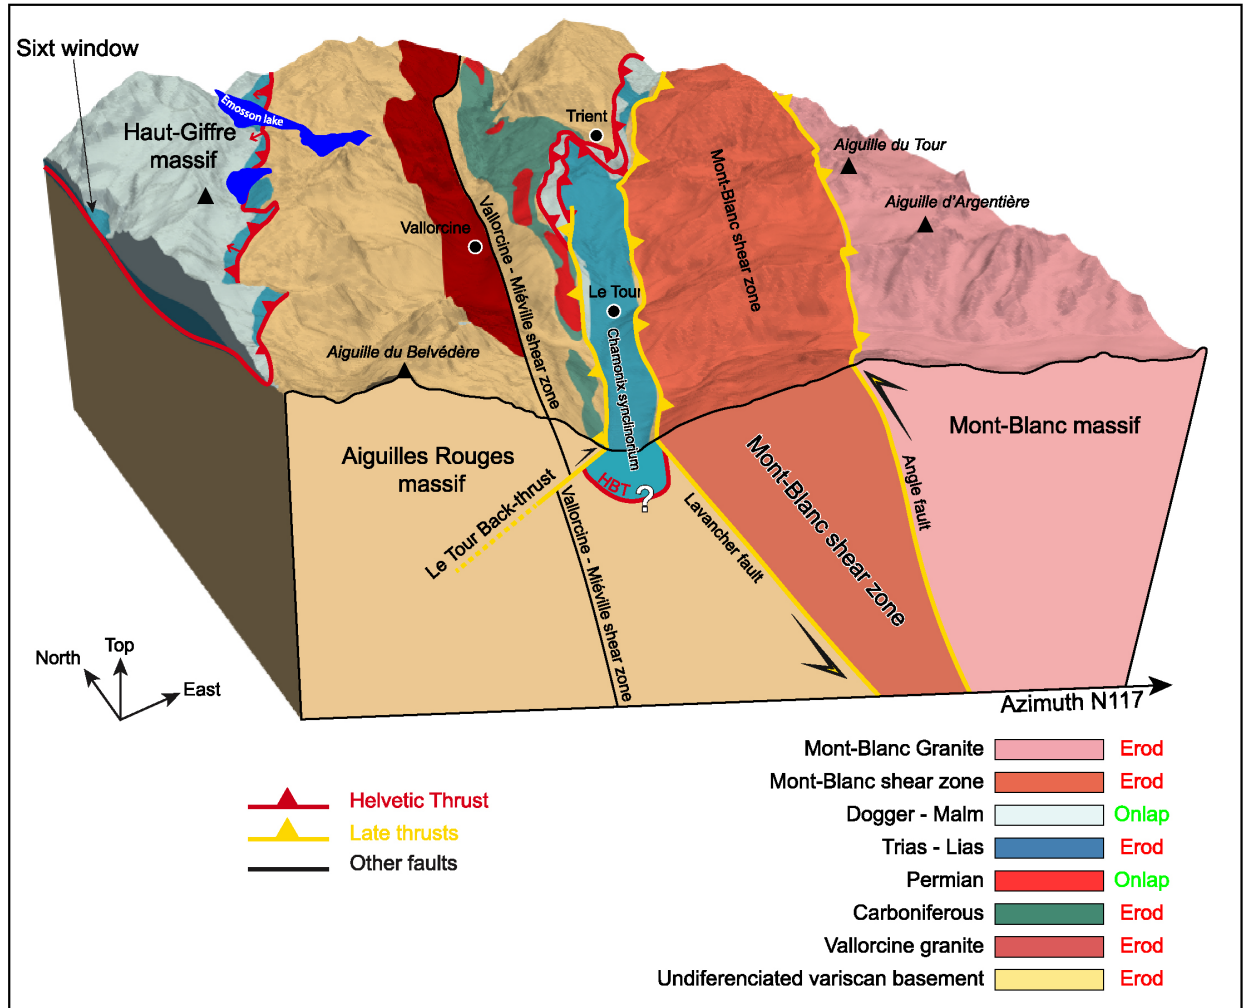 Sixt window
Emosson lake
Haut-Giffre
massif
Trient
Aiguille du Tour
Aiguille d'Argentière
Mont-Blanc shear zone
Vallorcine
Vallorcine - Miéville shear zone
Le Tour
Chamonix synclinorium
Aiguille du Belvédère
Aiguilles Rouges
massif
Mont-Blanc massif
Mont-Blanc shear zone
Angle fault
HBT
?
Le Tour Back-thrust
Lavancher fault
Vallorcine - Miéville shear zone
North
Top
East
Azimuth N117
Helvetic Thrust
Late thrusts
Other faults
Mont-Blanc Granite Erod
Mont-Blanc shear zone Erod
Dogger - Malm Onlap
Trias - Lias Erod
Permian Onlap
Carboniferous Erod
Vallorcine granite Erod
Undiferenciated variscan basement Erod